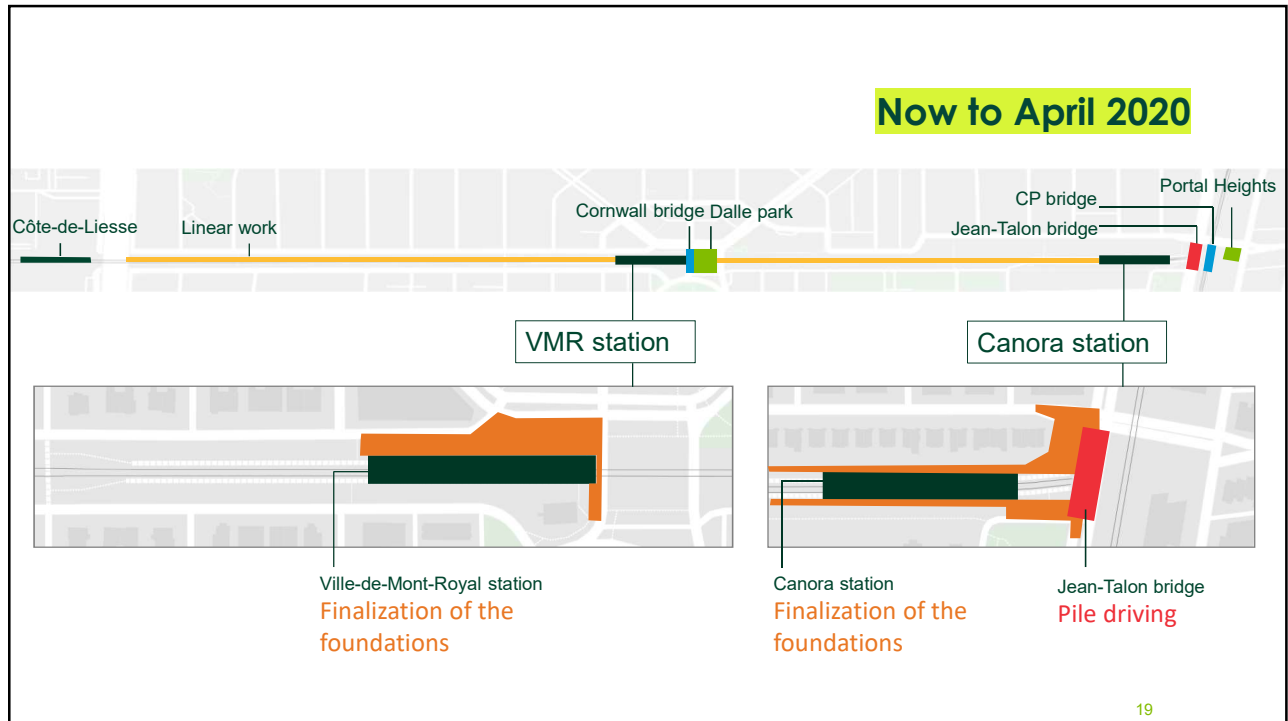 Now to April 2020
Portal Heights
CP bridge
Cornwall bridge
Dalle park
Jean-Talon bridge
Côte-de-Liesse
Linear work
VMR station
Canora station
Ville-de-Mont-Royal station
Finalization of the
foundations
Canora station
Finalization of the
foundations
Jean-Talon bridge
Pile driving
19